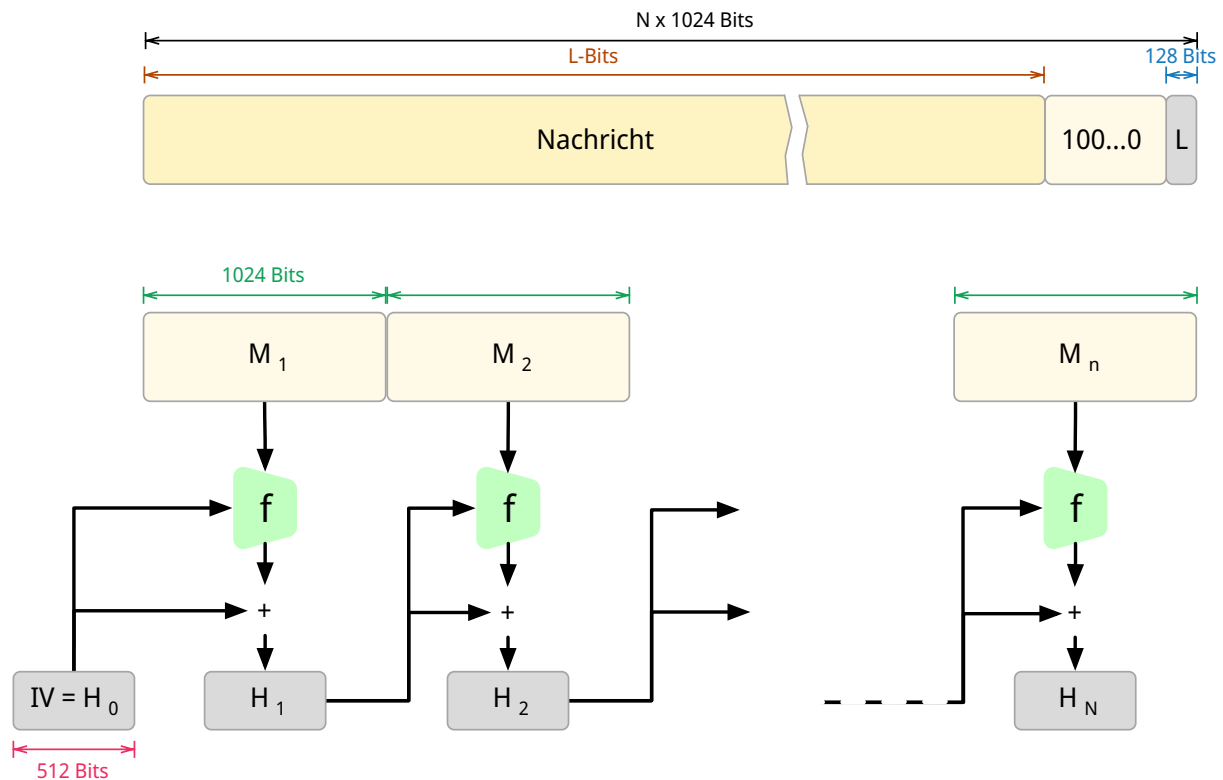 N x 1024 Bits
L-Bits
128 Bits
Nachricht
100...0
L
1024 Bits
M 1
M 2
M n
f
f
f
+
+
+
IV = H 0
H 1
H 2
H N
512 Bits